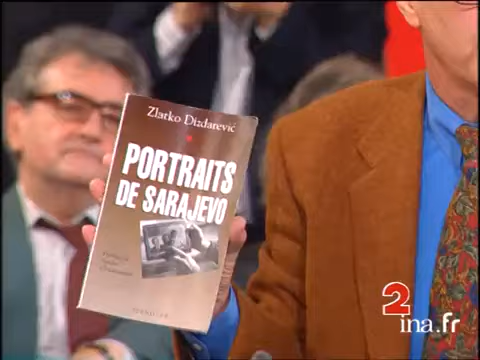 Zlatko Dizdarević
PORTRAITS
DE SARAJEVO
2
ina.fr